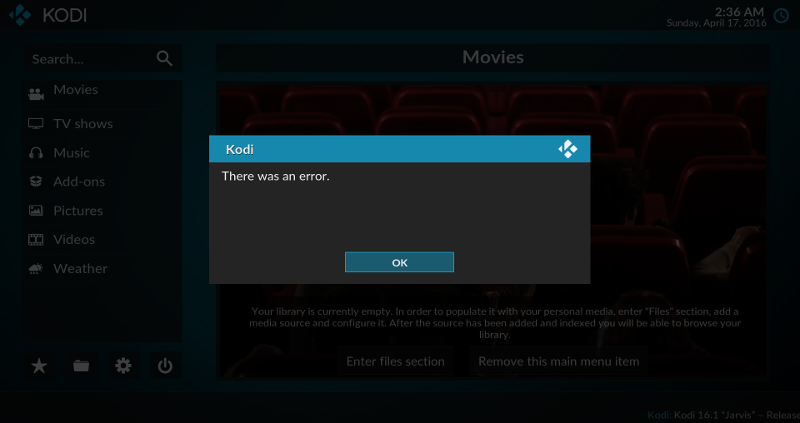 KODI
2:36 AM
Sunday, April 17, 2016
Search...
Movies
Movies
TV shows
Music
Add-ons
Pictures
Videos
Weather
Kodi
There was an error.
OK
Your library is currently empty. In order to populate it with your personal media, enter "Files" section, add a
media source and configure it. After the source has been added and indexed you will be able to browse your
library.
Enter files section
Remove this main menu item
Kodi: Kodi 16.1 "Jarvis" – Release